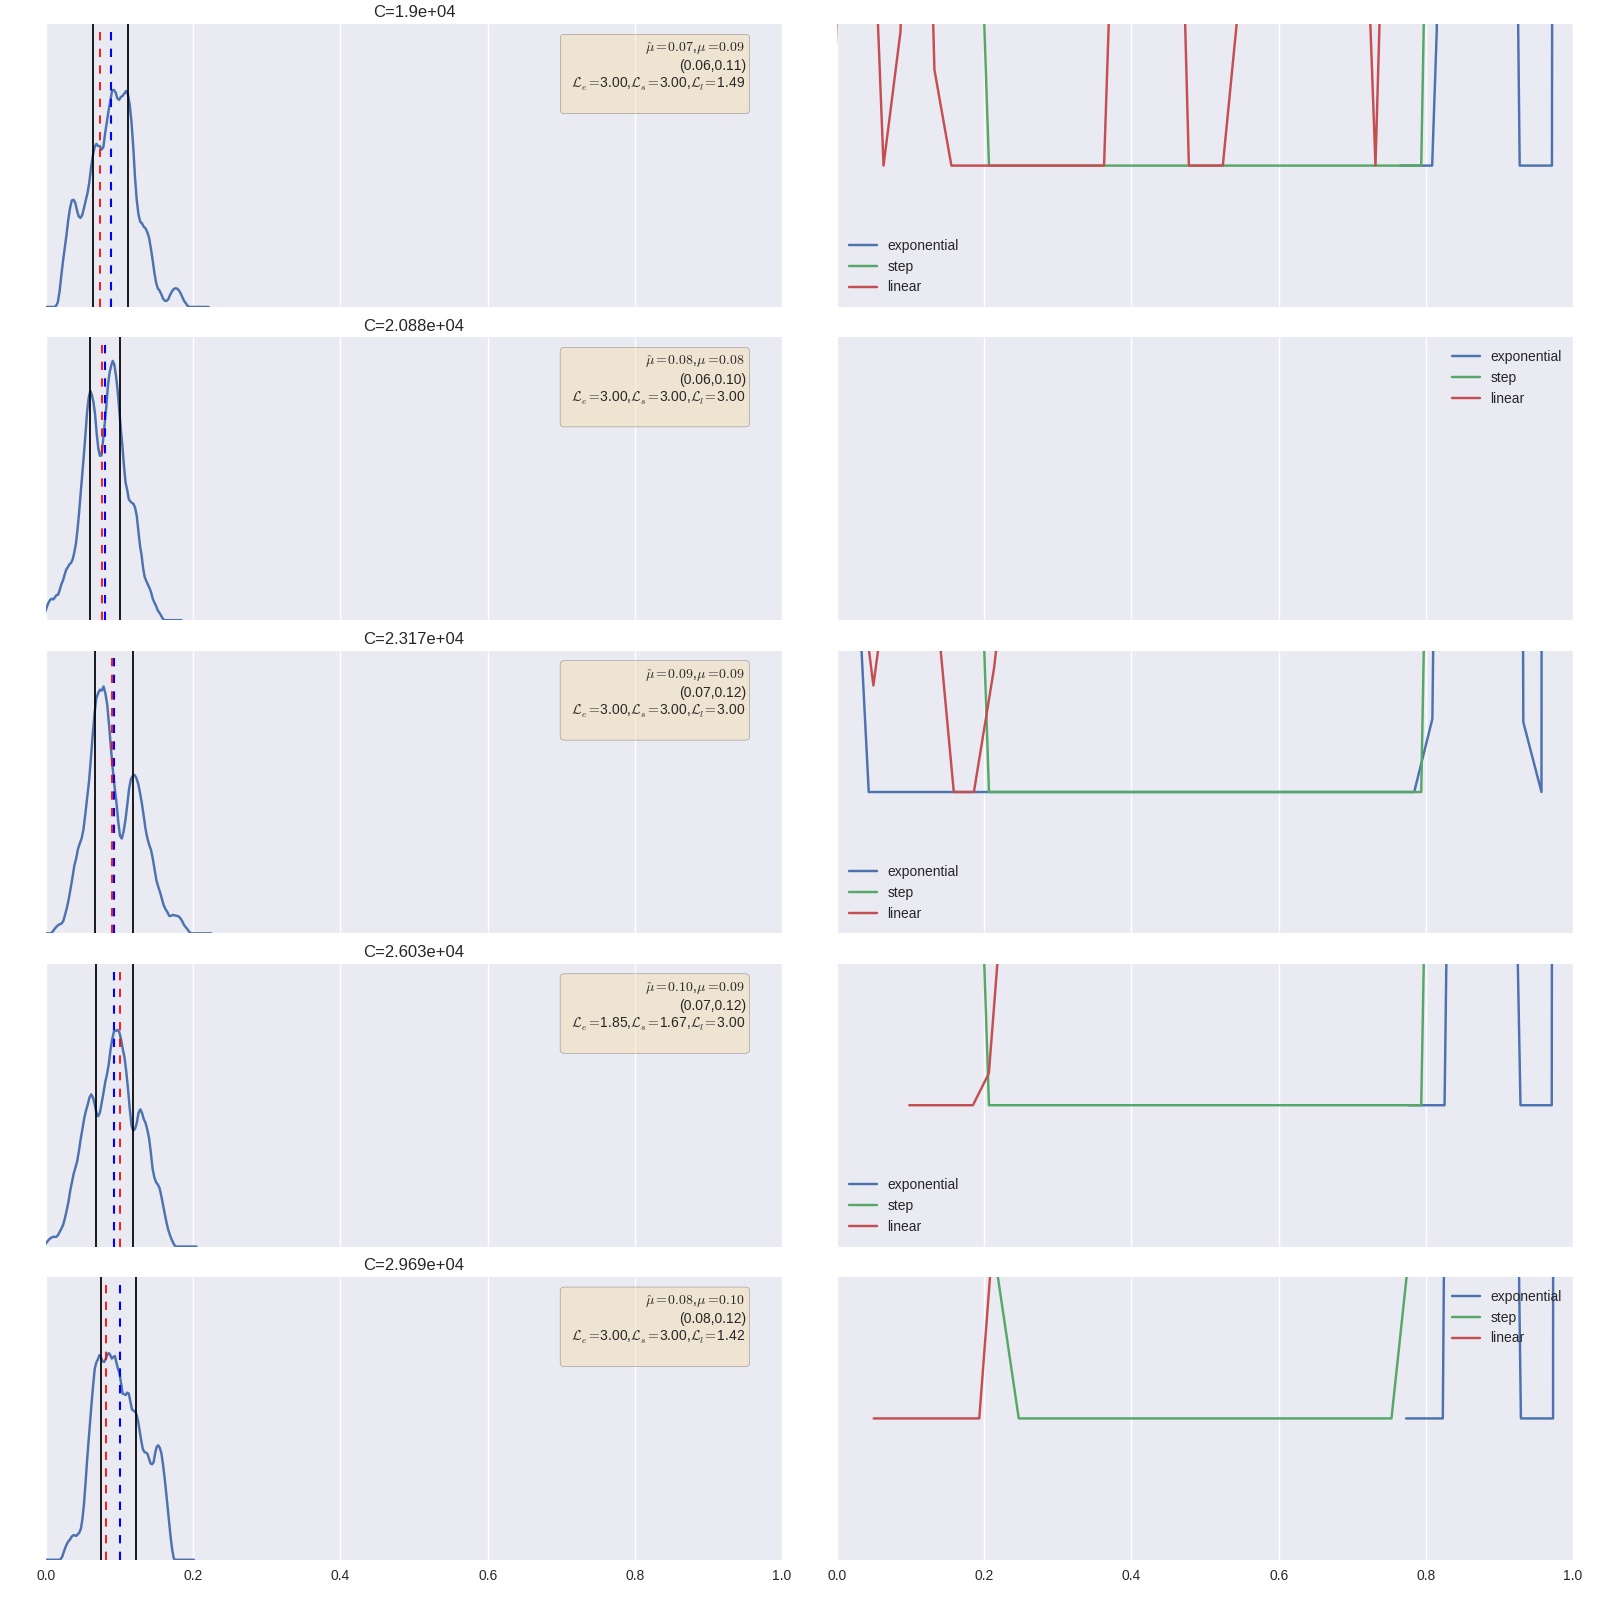 C=1.9e+04
μ̂=0.07,μ=0.09
(0.06,0.11)
ℒₑ=3.00,ℒₛ=3.00,ℒₗ=1.49
exponential
step
linear
C=2.088e+04
μ̂=0.08,μ=0.08
(0.06,0.10)
ℒₑ=3.00,ℒₛ=3.00,ℒₗ=3.00
exponential
step
linear
C=2.317e+04
μ̂=0.09,μ=0.09
(0.07,0.12)
ℒₑ=3.00,ℒₛ=3.00,ℒₗ=3.00
exponential
step
linear
C=2.603e+04
μ̂=0.10,μ=0.09
(0.07,0.12)
ℒₑ=1.85,ℒₛ=1.67,ℒₗ=3.00
exponential
step
linear
C=2.969e+04
μ̂=0.08,μ=0.10
(0.08,0.12)
ℒₑ=3.00,ℒₛ=3.00,ℒₗ=1.42
exponential
step
linear
0.0 0.2 0.4 0.6 0.8 1.0
0.0 0.2 0.4 0.6 0.8 1.0